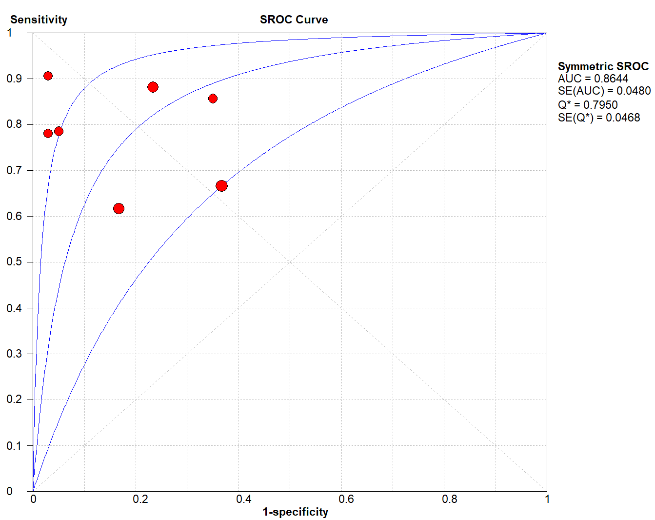 Sensitivity
SROC Curve
1
0.9
0.8
0.7
0.6
0.5
0.4
0.3
0.2
0.1
0
0 0.2 0.4 0.6 0.8 1
1-specificity
Symmetric SROC
AUC = 0.8644
SE(AUC) = 0.0480
Q* = 0.7950
SE(Q*) = 0.0468